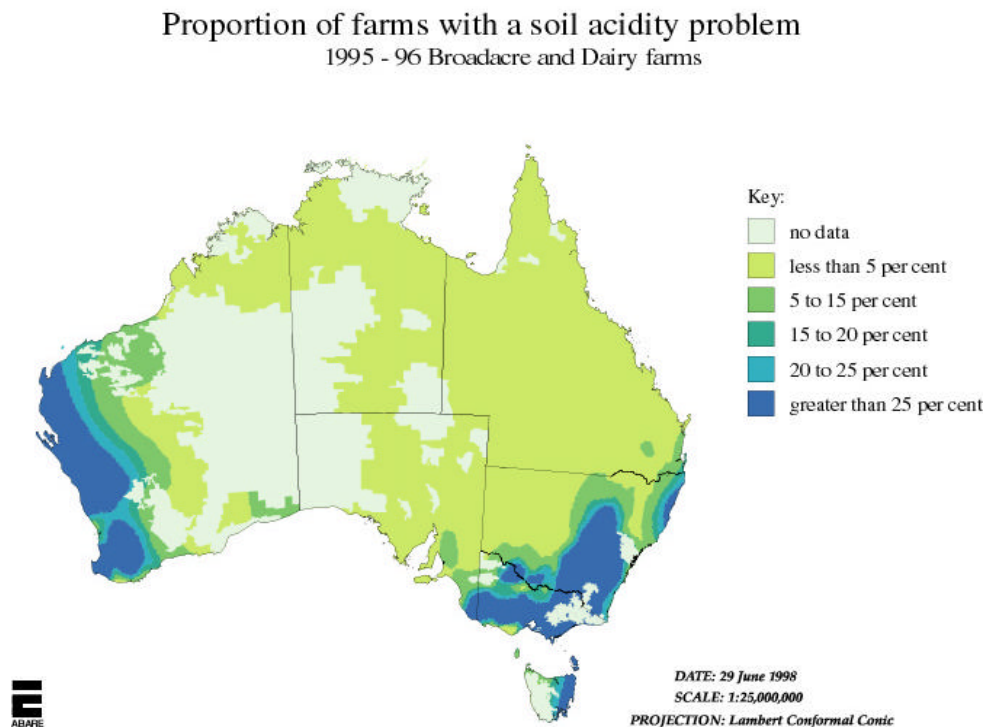 Proportion of farms with a soil acidity problem
1995 - 96 Broadacre and Dairy farms
Key:
no data
less than 5 per cent
5 to 15 per cent
15 to 20 per cent
20 to 25 per cent
greater than 25 per cent
DATE: 29 June 1998
SCALE: 1:25,000,000
PROJECTION: Lambert Conformal Conic
ABARE